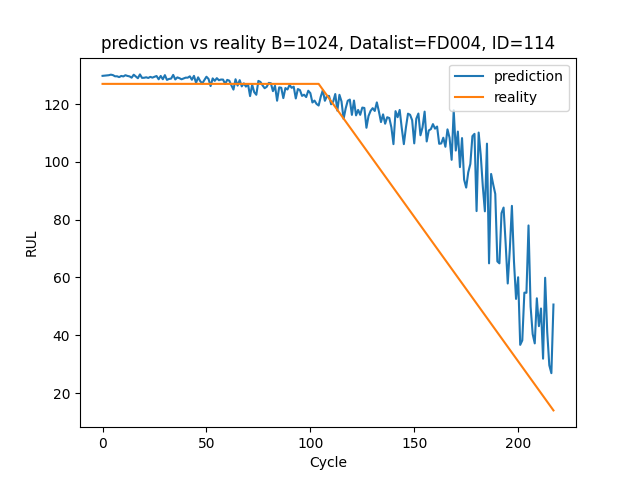 prediction vs reality B=1024, Datalist=FD004, ID=114
prediction
reality
120
100
80
60
40
20
RUL
0
50
100
150
200
Cycle